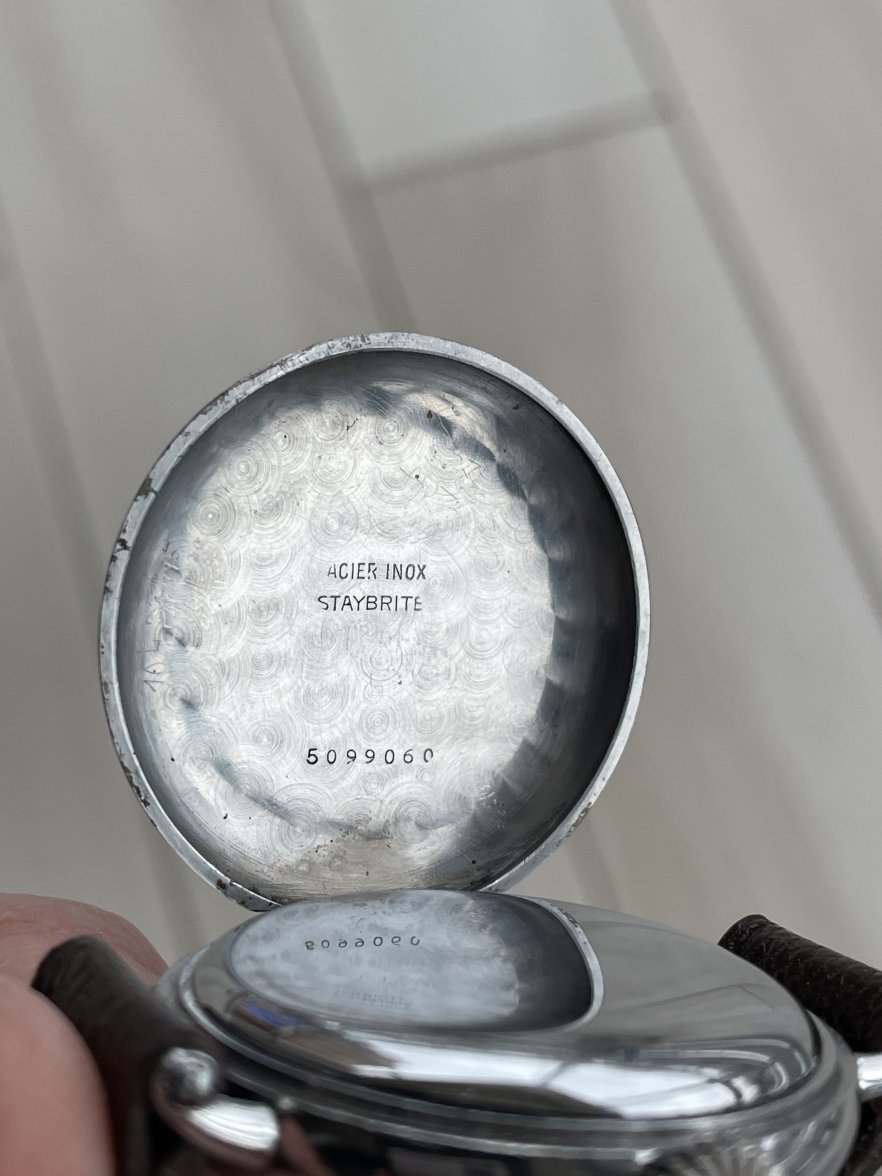 ACIER INOX
STAYBRITE
5099060